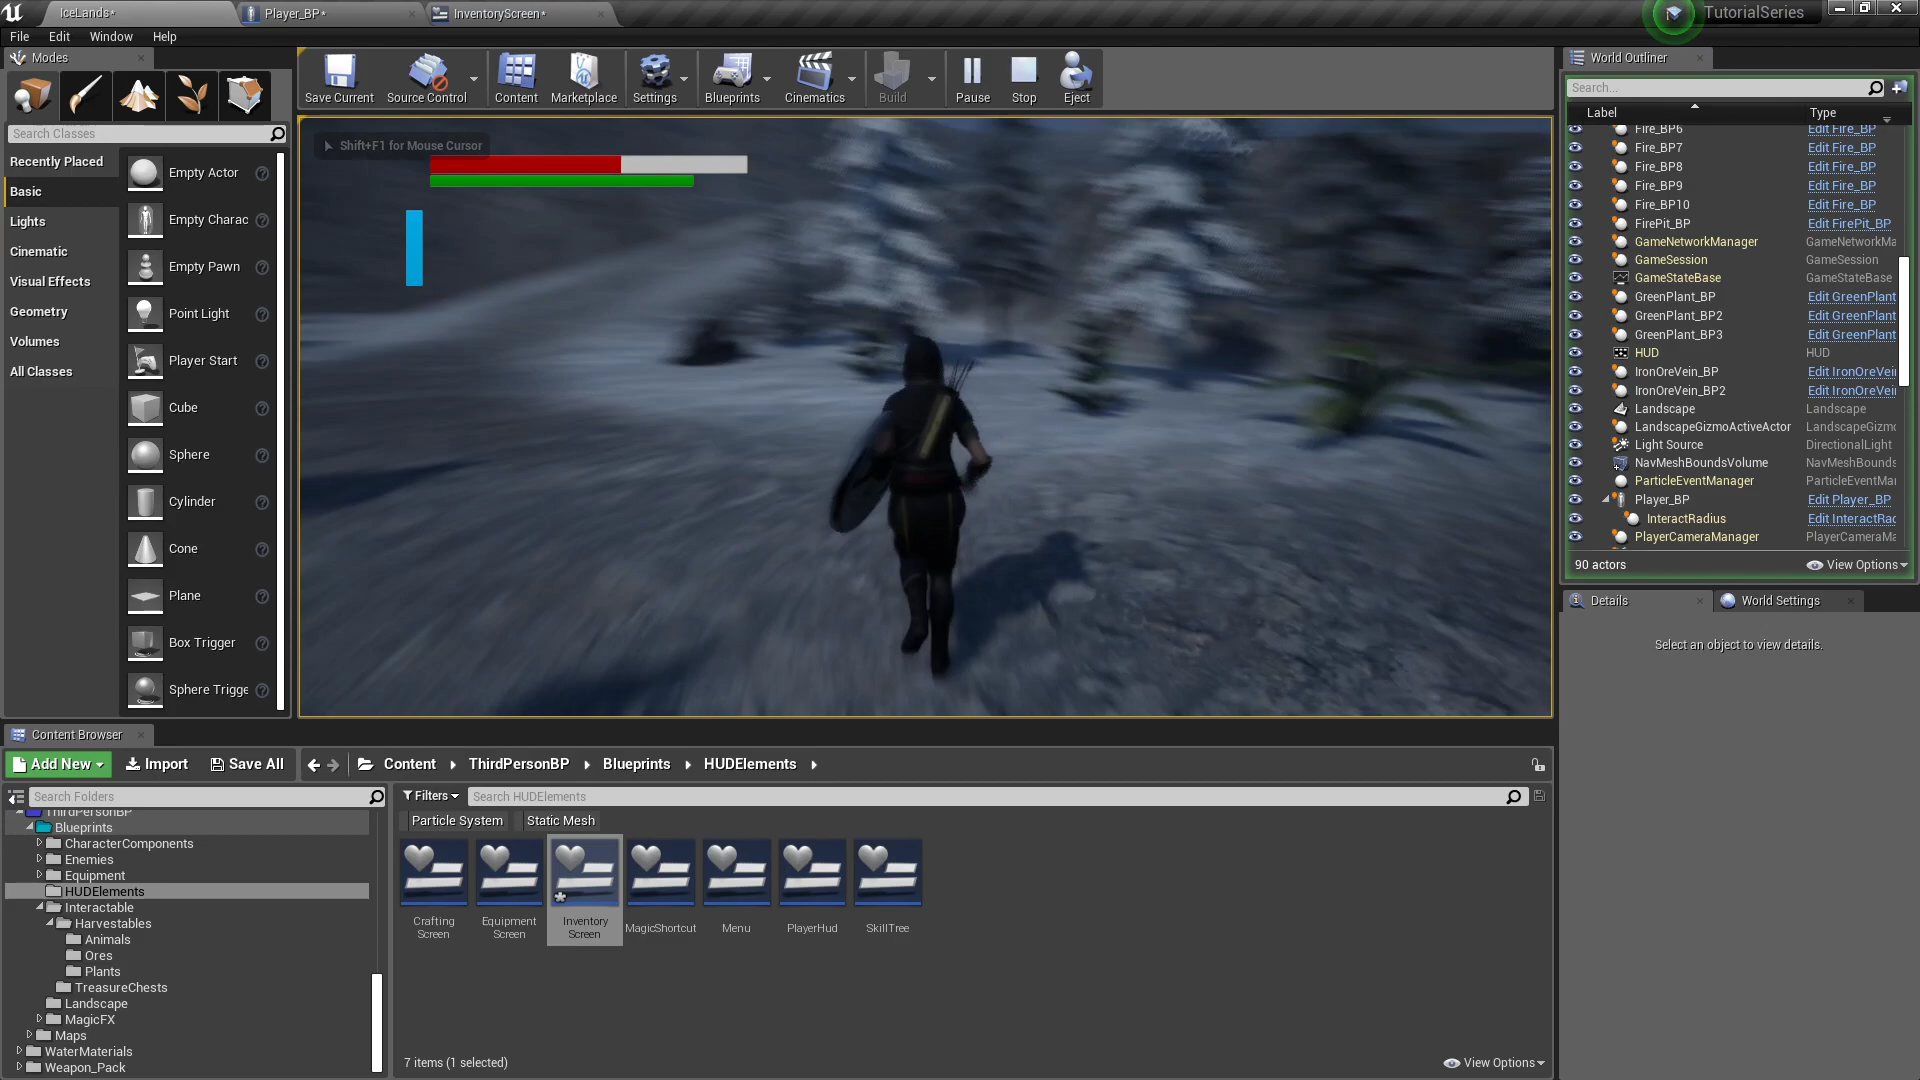 IceLands*
Player_BP*
InventoryScreen*
TutorialSeries
File Edit Window Help
Modes
Search Classes
Recently Placed
Basic
Lights
Cinematic
Visual Effects
Geometry
Volumes
All Classes
Empty Actor
Empty Charac
Empty Pawn
Point Light
Player Start
Cube
Sphere
Cylinder
Cone
Plane
Box Trigger
Sphere Trigge
Save Current
Source Control
Content
Marketplace
Settings
Blueprints
Cinematics
Build
Pause
Stop
Eject
Shift+F1 for Mouse Cursor
World Outliner
Search...
Label Type
Fire_BP6 Edit Fire_BP
Fire_BP7 Edit Fire_BP
Fire_BP8 Edit Fire_BP
Fire_BP9 Edit Fire_BP
Fire_BP10 Edit Fire_BP
FirePit_BP Edit FirePit_BP
GameNetworkManager GameNetworkMa
GameSession GameSession
GameStateBase GameStateBase
GreenPlant_BP Edit GreenPlant
GreenPlant_BP2 Edit GreenPlant
GreenPlant_BP3 Edit GreenPlant
HUD HUD
IronOreVein_BP Edit IronOreVei
IronOreVein_BP2 Edit IronOreVei
Landscape Landscape
LandscapeGizmoActiveActor LandscapeGizmo
Light Source DirectionalLight
NavMeshBoundsVolume NavMeshBounds
ParticleEventManager ParticleEventMa
Player_BP Edit Player_BP
InteractRadius Edit InteractRad
PlayerCameraManager PlayerCameraMa
90 actors
View Options
Details
World Settings
Select an object to view details.
Content Browser
Add New
Import
Save All
Content
ThirdPersonBP
Blueprints
HUDElements
Search Folders
ThirdPersonBP
Blueprints
CharacterComponents
Enemies
Equipment
HUDElements
Interactable
Harvestables
Animals
Ores
Plants
TreasureChests
Landscape
MagicFX
Maps
WaterMaterials
Weapon_Pack
Filters
Search HUDElements
Particle System
Static Mesh
Crafting
Screen
Equipment
Screen
Inventory
Screen
MagicShortcut
Menu
PlayerHud
SkillTree
7 items (1 selected)
View Options